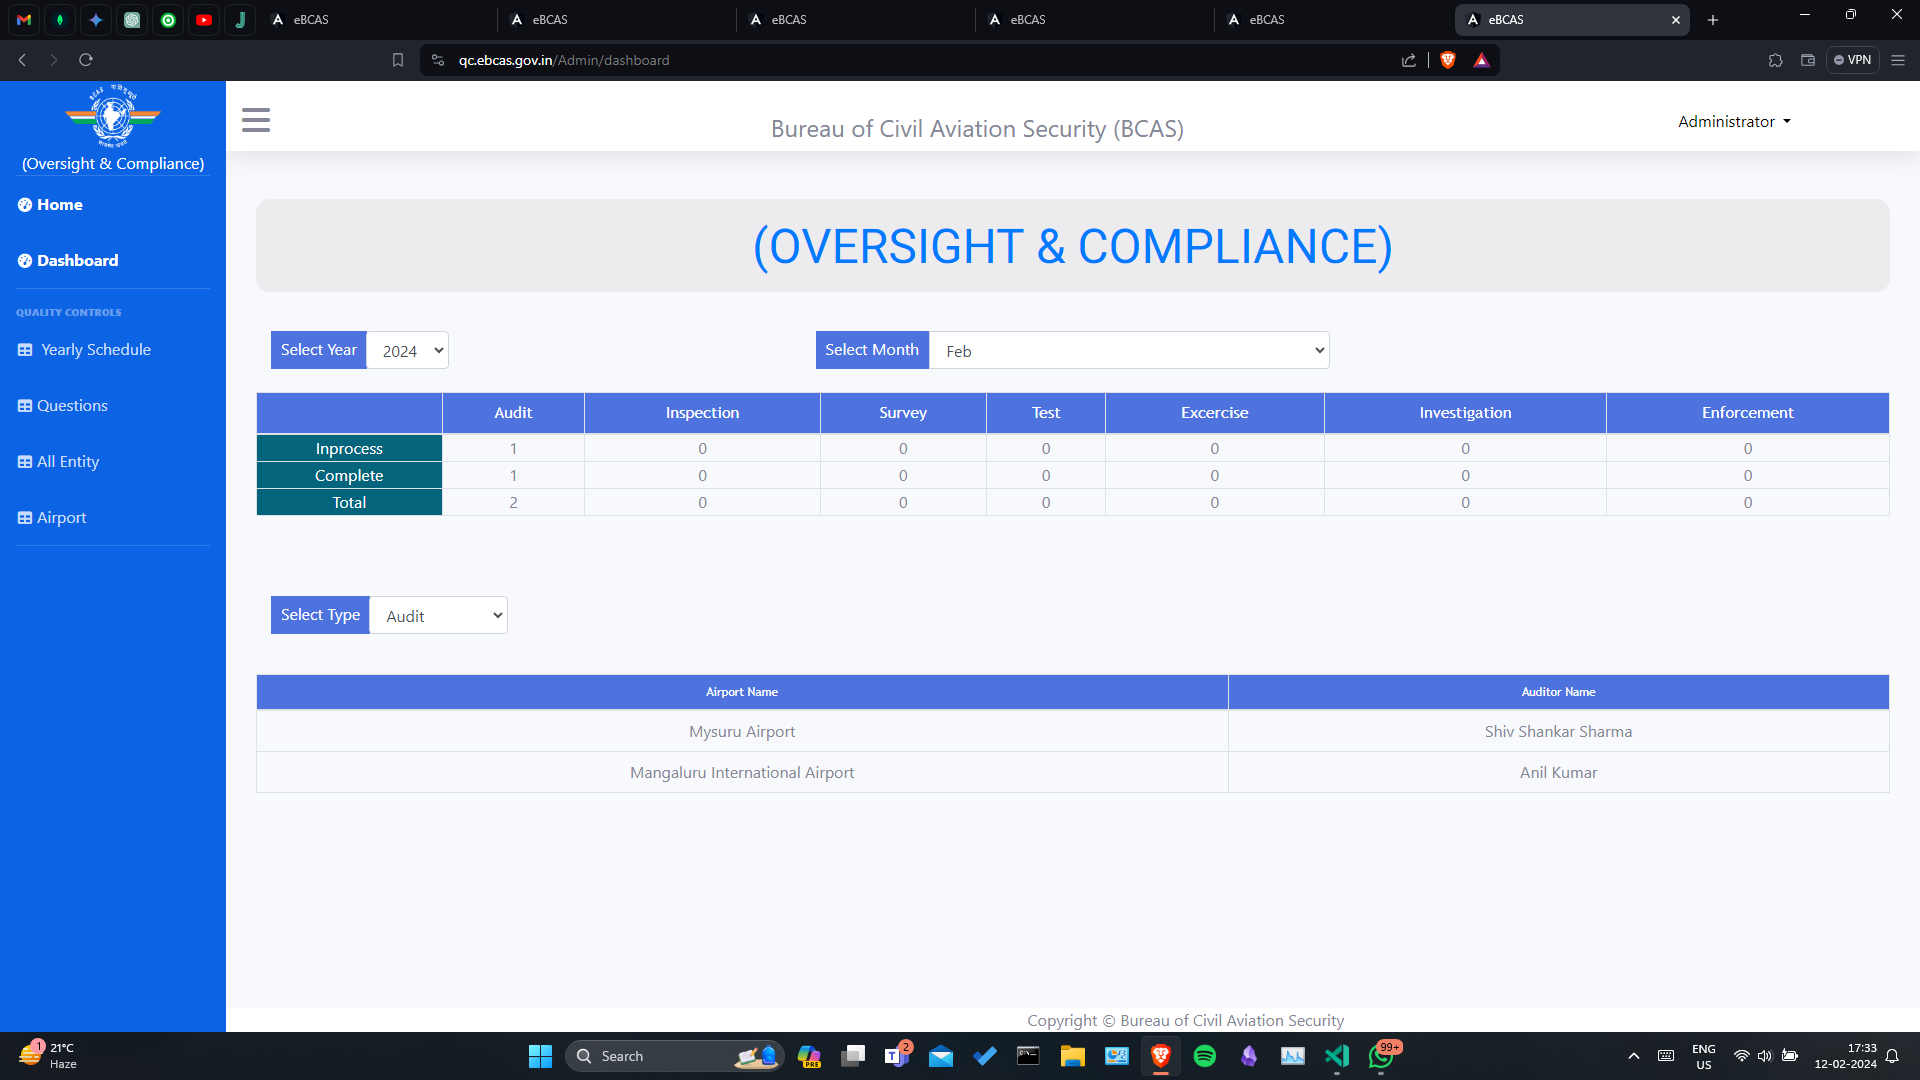 eBCAS
eBCAS
eBCAS
eBCAS
eBCAS
eBCAS
qc.ebcas.gov.in/Admin/dashboard
VPN
(Oversight & Compliance)
Home
Dashboard
QUALITY CONTROLS
Yearly Schedule
Questions
All Entity
Airport
Bureau of Civil Aviation Security (BCAS)
Administrator
(OVERSIGHT & COMPLIANCE)
Select Year 2024
Select Month Feb
Audit Inspection Survey Test Excercise Investigation Enforcement
Inprocess 1 0 0 0 0 0 0
Complete 1 0 0 0 0 0 0
Total 2 0 0 0 0 0 0
Select Type Audit
Airport Name Auditor Name
Mysuru Airport Shiv Shankar Sharma
Mangaluru International Airport Anil Kumar
Copyright © Bureau of Civil Aviation Security
1
21°C
Haze
Search
PRE
2
99+
ENG
US
17:33
12-02-2024